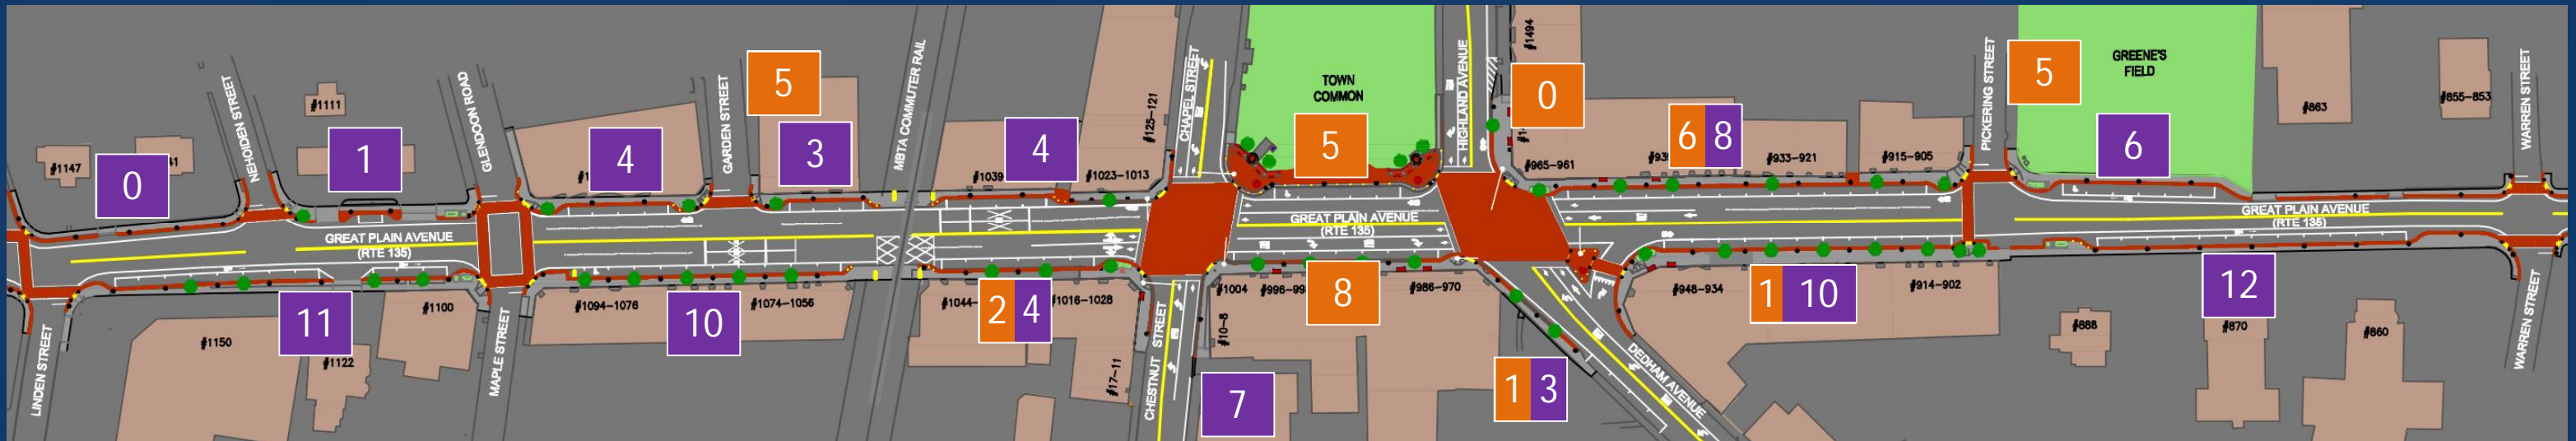 #1147
41
0
NEHOIDEN STREET
#1111
1
GLENDOON ROAD
4
GARDEN STREET
5
3
MBTA COMMUTER RAIL
#1039
4
#1023-1013
#125-121
CHAPEL STREET
TOWN
COMMON
5
HIGHLAND AVENUE
#1494
0
#965-961
6 8
#933-921
#915-905
PICKERING STREET
5
GREENE'S
FIELD
6
#863
#855-853
WARREN STREET
GREAT PLAIN AVENUE
(RTE 135)
GREAT PLAIN AVENUE
(RTE 135)
GREAT PLAIN AVENUE
(RTE 135)
LINDEN STREET
#1150
11
#1122
#1100
MAPLE STREET
#1094-1076
10
#1074-1056
#1044-
2 4
#1016-1028
#17-11
CHESTNUT STREET
#1004
#10-8
7
#996-99
8
#986-970
1 3
DEDHAM AVENUE
#948-934
1 10
#914-902
#888
12
#870
#860
WARREN STREET